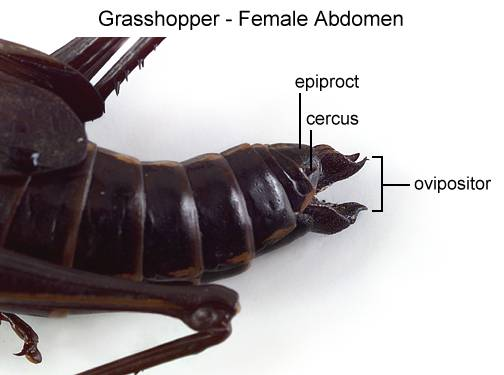 Grasshopper - Female Abdomen
epiproct
cercus
ovipositor